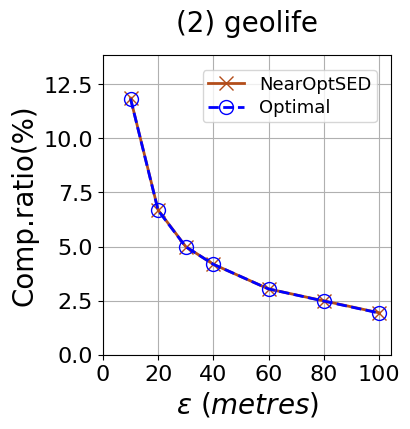 (2) geolife
Comp.ratio(%)
12.5
10.0
7.5
5.0
2.5
0.0
NearOptSED
Optimal
0 20 40 60 80 100
ε (metres)